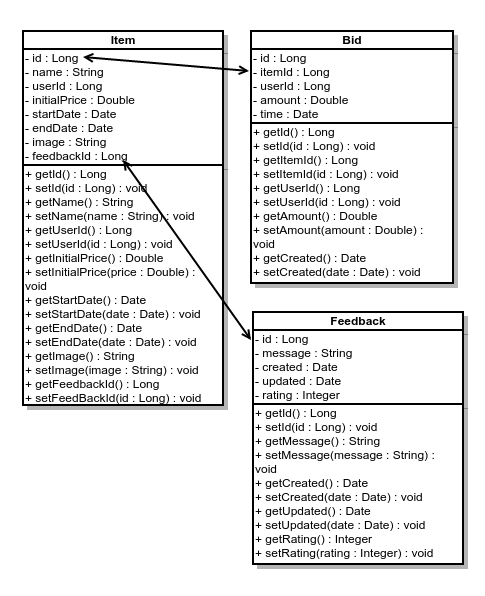 Item
- id : Long
- name : String
- userId : Long
- initialPrice : Double
- startDate : Date
- endDate : Date
- image : String
- feedbackId : Long
+ getId() : Long
+ setId(id : Long) : void
+ getName() : String
+ setName(name : String) : void
+ getUserId() : Long
+ setUserId(id : Long) : void
+ getInitialPrice() : Double
+ setInitialPrice(price : Double) :
void
+ getStartDate() : Date
+ setStartDate(date : Date) : void
+ getEndDate() : Date
+ setEndDate(date : Date) : void
+ getImage() : String
+ setImage(image : String) : void
+ getFeedbackId() : Long
+ setFeedBackId(id : Long) : void
Bid
- id : Long
- itemId : Long
- userId : Long
- amount : Double
- time : Date
+ getId() : Long
+ setId(id : Long) : void
+ getItemId() : Long
+ setItemId(id : Long) : void
+ getUserId() : Long
+ setUserId(id : Long) : void
+ getAmount() : Double
+ setAmount(amount : Double) :
void
+ getCreated() : Date
+ setCreated(date : Date) : void
Feedback
- id : Long
- message : String
- created : Date
- updated : Date
- rating : Integer
+ getId() : Long
+ setId(id : Long) : void
+ getMessage() : String
+ setMessage(message : String) :
void
+ getCreated() : Date
+ setCreated(date : Date) : void
+ getUpdated() : Date
+ setUpdated(date : Date) : void
+ getRating() : Integer
+ setRating(rating : Integer) : void